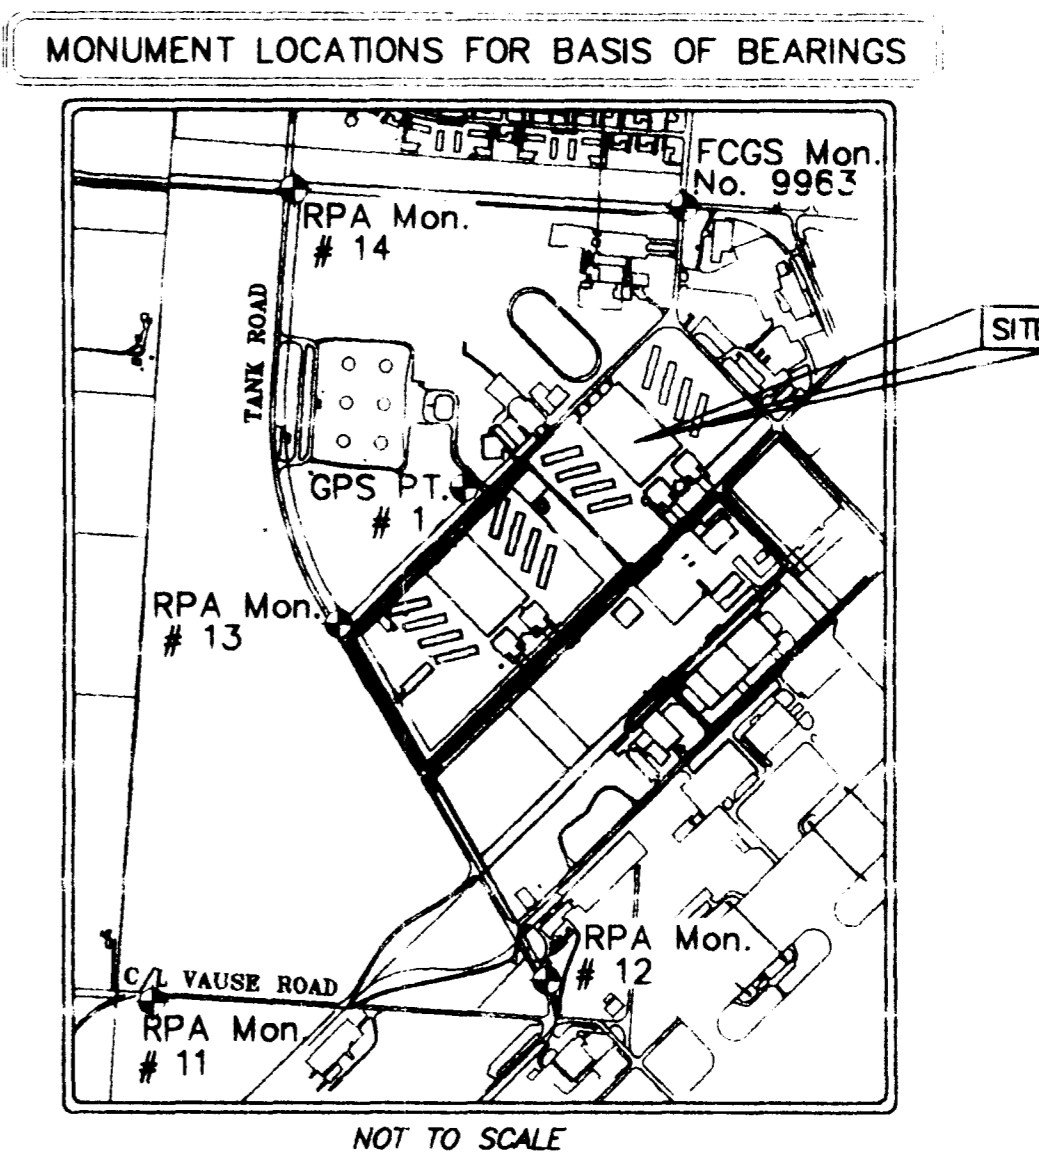 MONUMENT LOCATIONS FOR BASIS OF BEARINGS
FCGS Mon.
No. 9963
RPA Mon.
# 14
TANK ROAD
SITE
GPS PT.
# 1
RPA Mon.
# 13
RPA Mon.
# 12
C/L VAUSE ROAD
RPA Mon.
# 11
NOT TO SCALE